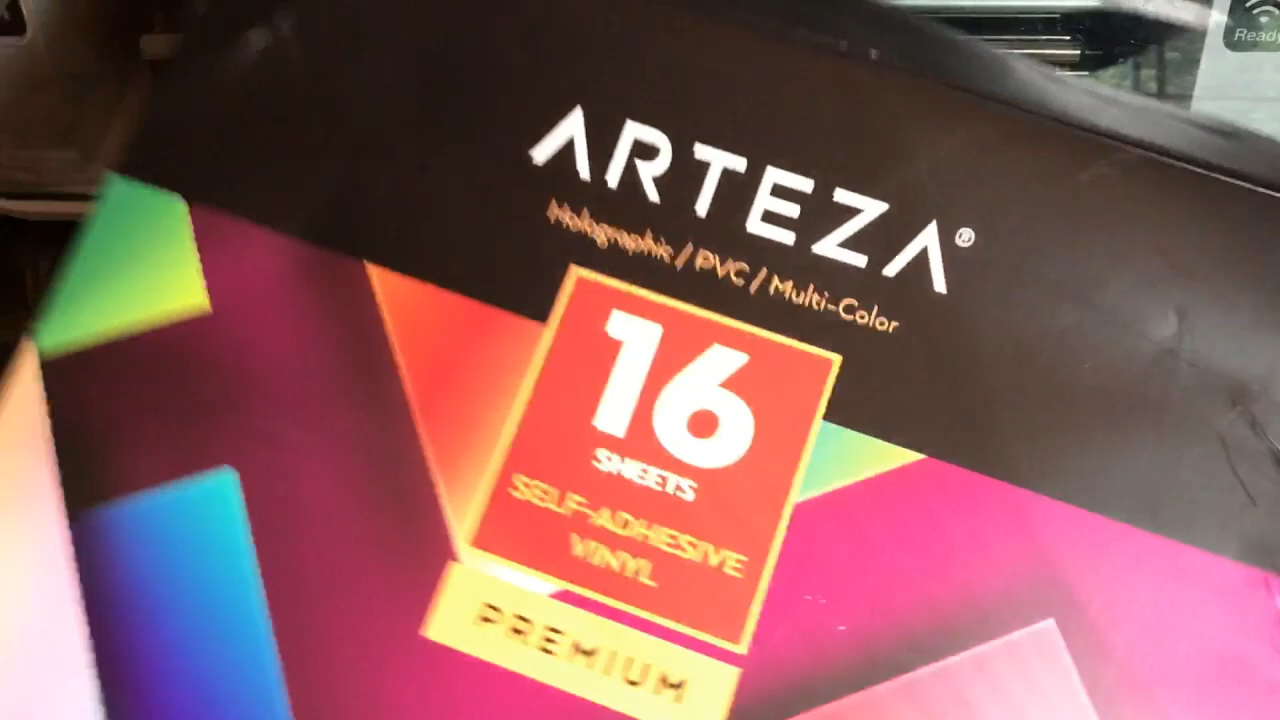 Ready
ARTEZA®
Holographic / PVC / Multi-Color
16
SHEETS
SELF-ADHESIVE
VINYL
PREMIUM